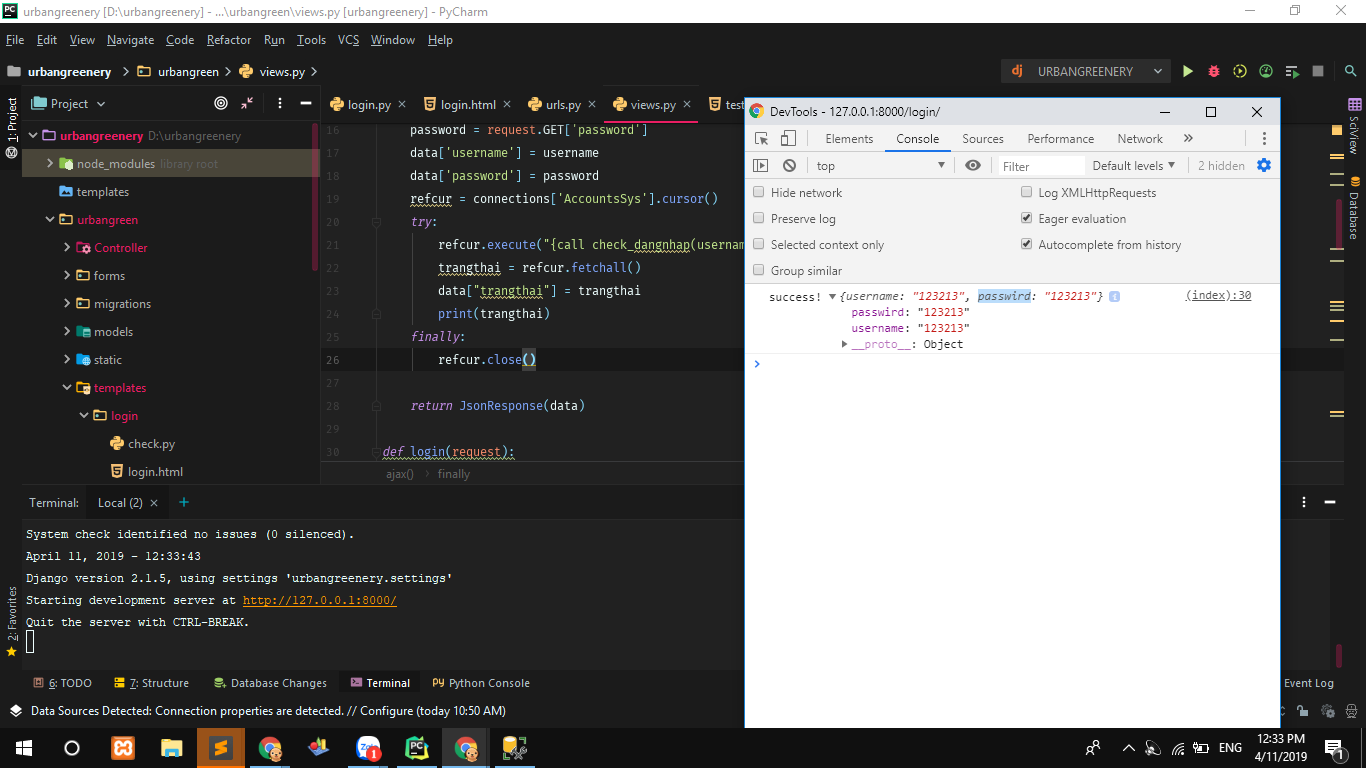 urbangreenery [D:\urbangreenery] - ...\urbangreen\views.py [urbangreenery] - PyCharm
File Edit View Navigate Code Refactor Run Tools VCS Window Help
urbangreenery urbangreen views.py
URBANGREENERY
Project
login.py login.html urls.py views.py test
1: Project
urbangreenery D:\urbangreenery
node_modules library root
templates
urbangreen
Controller
forms
migrations
models
static
templates
login
check.py
login.html
16 password = request.GET['password']
17 data['username'] = username
18 data['password'] = password
19 refcur = connections['AccountsSys'].cursor()
20 try:
21 refcur.execute("{call check_dangnhap(usernam
22 trangthai = refcur.fetchall()
23 data["trangthai"] = trangthai
24 print(trangthai)
25 finally:
26 refcur.close()
27
28 return JsonResponse(data)
29
30 def login(request):
ajax() finally
DevTools - 127.0.0.1:8000/login/
Elements Console Sources Performance Network
top Filter Default levels 2 hidden
Hide network Log XMLHttpRequests
Preserve log Eager evaluation
Selected context only Autocomplete from history
Group similar
success! {username: "123213", passwird: "123213"} (index):30
passwird: "123213"
username: "123213"
__proto__: Object
SciView
Database
Terminal: Local (2)
System check identified no issues (0 silenced).
April 11, 2019 - 12:33:43
Django version 2.1.5, using settings 'urbangreenery.settings'
Starting development server at http://127.0.0.1:8000/
Quit the server with CTRL-BREAK.
2: Favorites
6: TODO 7: Structure Database Changes Terminal Python Console Event Log
Data Sources Detected: Connection properties are detected. // Configure (today 10:50 AM)
ENG
12:33 PM
4/11/2019